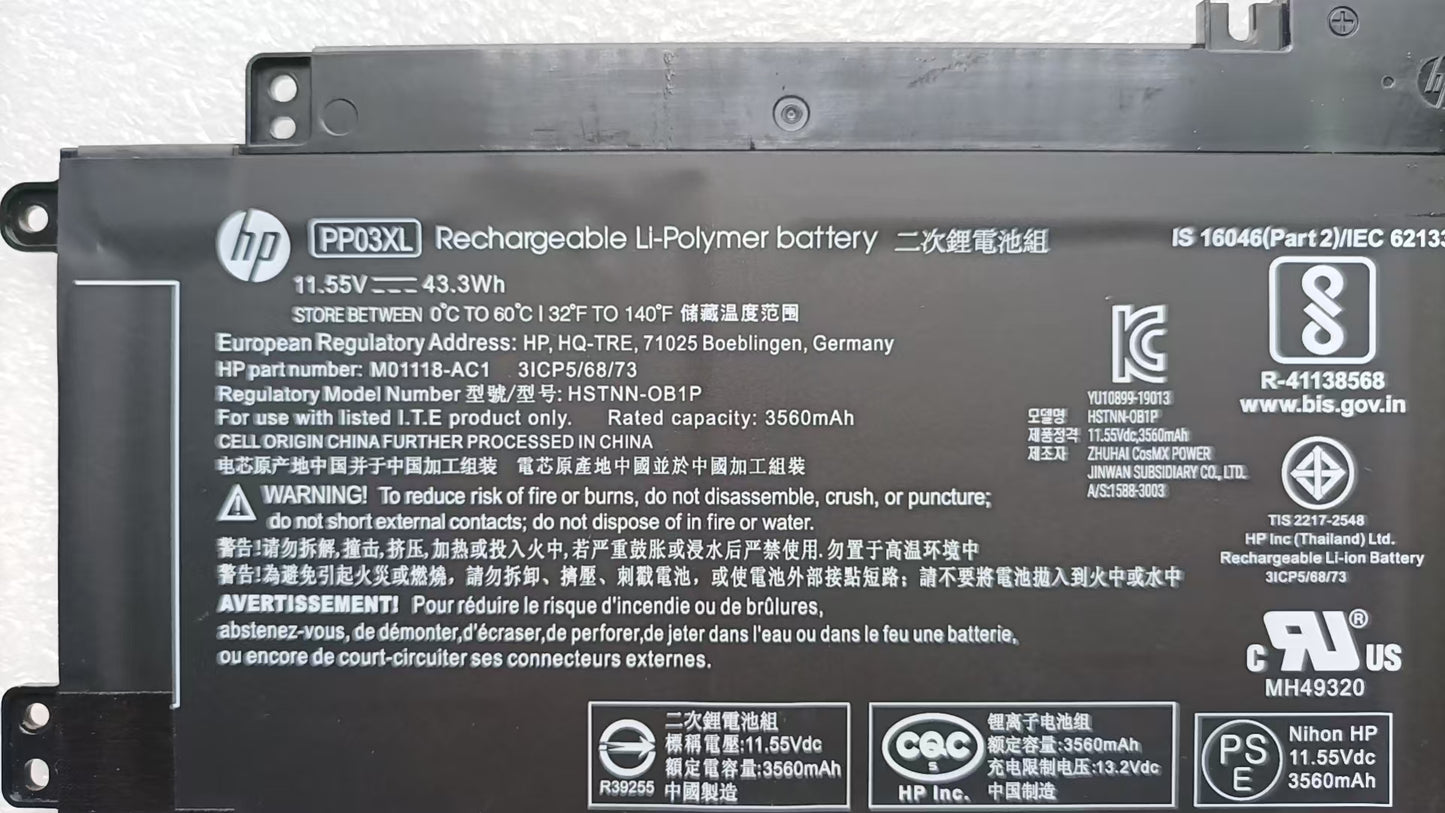 hp PP03XL Rechargeable Li-Polymer battery 二次鋰電池組
11.55V 43.3Wh
STORE BETWEEN 0°C TO 60°C | 32°F TO 140°F 储藏温度范围
European Regulatory Address: HP, HQ-TRE, 71025 Boeblingen, Germany
HP part number: M01118-AC1 3ICP5/68/73
Regulatory Model Number 型號/型号: HSTNN-OB1P
For use with listed I.T.E product only. Rated capacity: 3560mAh
CELL ORIGIN CHINA FURTHER PROCESSED IN CHINA
电芯原产地中国并于中国加工组装 電芯原產地中國並於中國加工組裝
WARNING! To reduce risk of fire or burns, do not disassemble, crush, or puncture;
do not short external contacts; do not dispose of in fire or water.
警告!请勿拆解,撞击,挤压,加热或投入火中,若严重鼓胀或浸水后严禁使用.勿置于高温环境中
警告!為避免引起火災或燃燒，請勿拆卸、擠壓、刺戳電池，或使電池外部接點短路；請不要將電池拋入到火中或水中
AVERTISSEMENT! Pour réduire le risque d'incendie ou de brûlures,
abstenez-vous, de démonter,d'écraser,de perforer,de jeter dans l'eau ou dans le feu une batterie,
ou encore de court-circuiter ses connecteurs externes.
YU10899-19013
모델명 HSTNN-OB1P
제품정격 11.55Vdc,3560mAh
제조자 ZHUHAI CosMX POWER
JINWAN SUBSIDIARY CO., LTD.
A/S:1588-3003
IS 16046(Part 2)/IEC 62133
R-41138568
www.bis.gov.in
TIS 2217-2548
HP Inc (Thailand) Ltd.
Rechargeable Li-ion Battery
3ICP5/68/73
C UR US ®
MH49320
二次鋰電池組
標稱電壓:11.55Vdc
額定電容量:3560mAh
中國製造
R39255
CQC
S
HP Inc.
锂离子电池组
额定容量:3560mAh
充电限制电压:13.2Vdc
中国制造
PS
E
Nihon HP
11.55Vdc
3560mAh